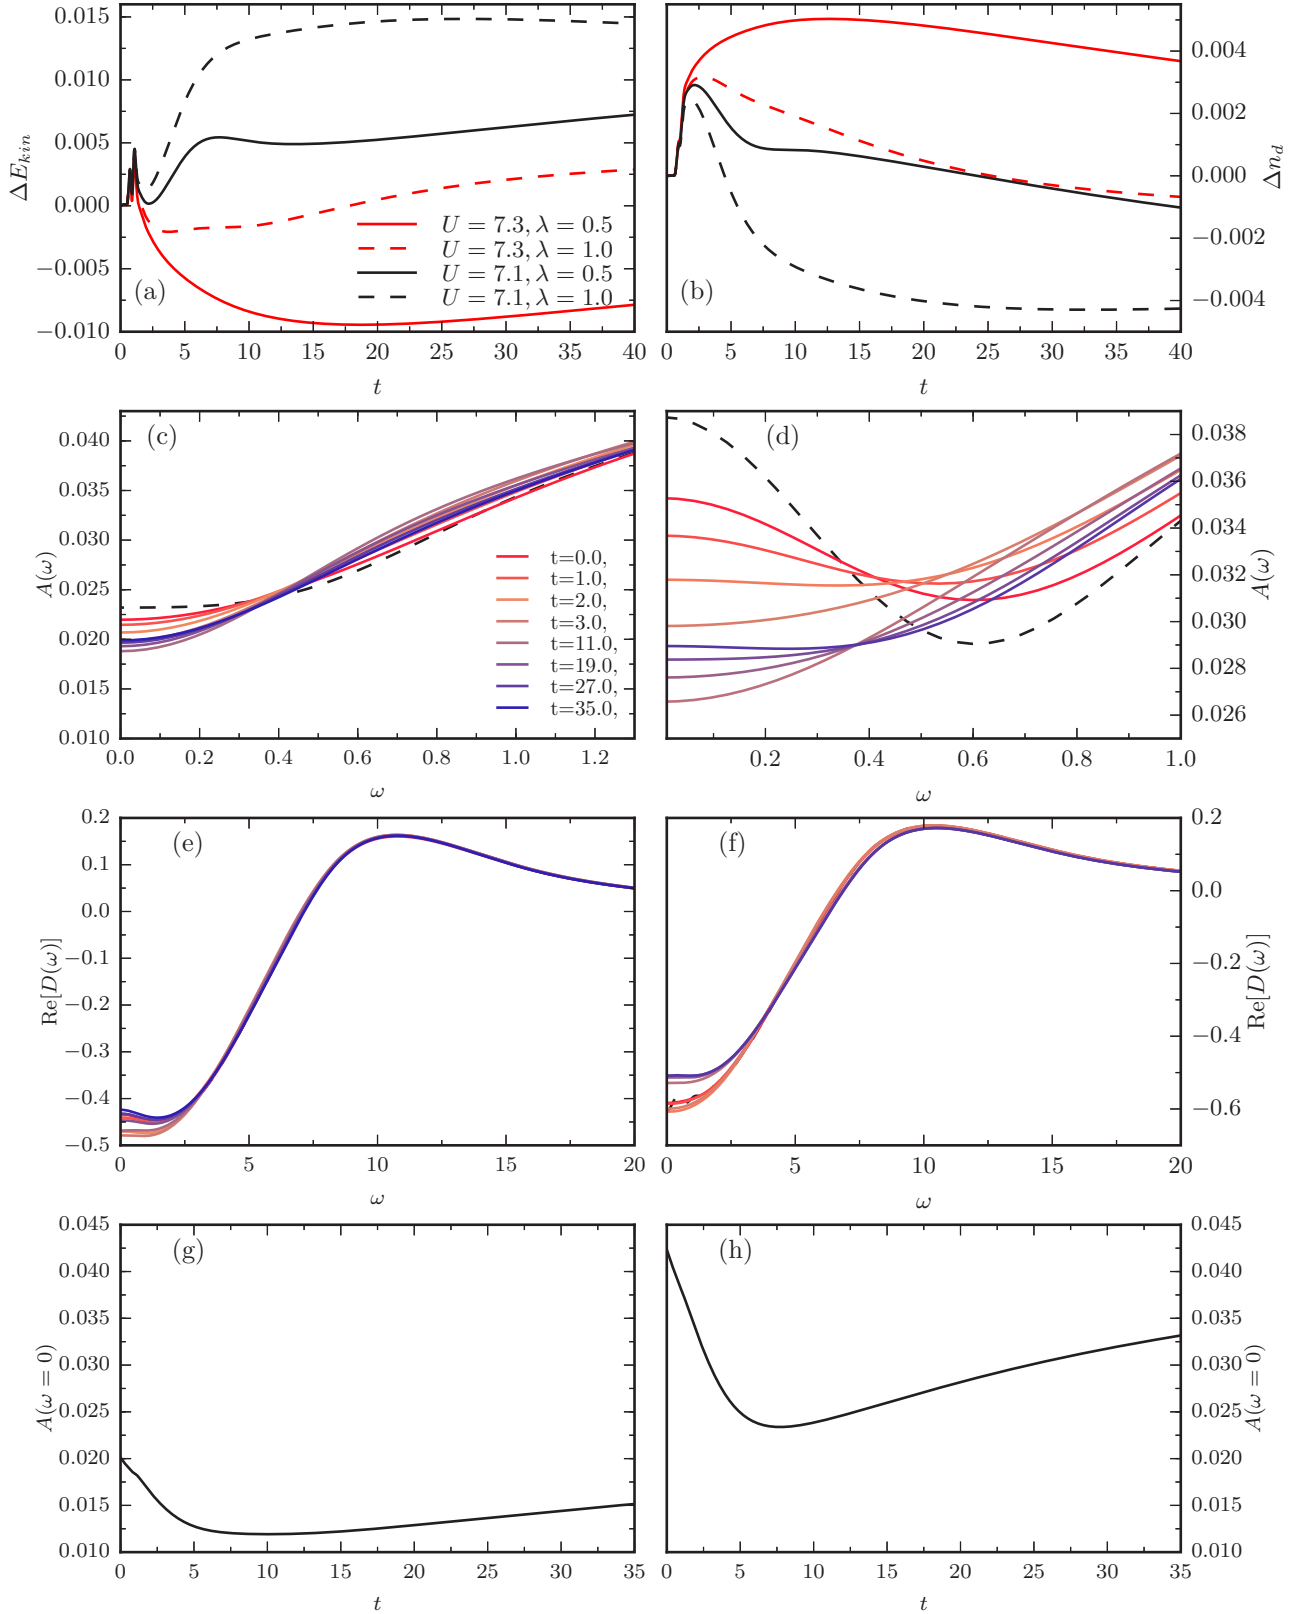 0.015
0.010
0.005
0.000
−0.005
−0.010
ΔE_kin
(a)
U = 7.3, λ = 0.5
U = 7.3, λ = 1.0
U = 7.1, λ = 0.5
U = 7.1, λ = 1.0
0 5 10 15 20 25 30 35 40
t
(b)
0.004
0.002
0.000
−0.002
−0.004
Δn_d
0 5 10 15 20 25 30 35 40
t
0.040
0.035
0.030
0.025
0.020
0.015
0.010
A(ω)
(c)
t=0.0,
t=1.0,
t=2.0,
t=3.0,
t=11.0,
t=19.0,
t=27.0,
t=35.0,
0.0 0.2 0.4 0.6 0.8 1.0 1.2
ω
(d)
0.038
0.036
0.034
0.032
0.030
0.028
0.026
A(ω)
0.2 0.4 0.6 0.8 1.0
ω
0.2
0.1
0.0
−0.1
−0.2
−0.3
−0.4
−0.5
Re[D(ω)]
(e)
0 5 10 15 20
ω
(f)
0.2
0.0
−0.2
−0.4
−0.6
Re[D(ω)]
0 5 10 15 20
ω
0.045
0.040
0.035
0.030
0.025
0.020
0.015
0.010
A(ω = 0)
(g)
0 5 10 15 20 25 30 35
t
(h)
0.045
0.040
0.035
0.030
0.025
0.020
0.015
0.010
A(ω = 0)
0 5 10 15 20 25 30 35
t